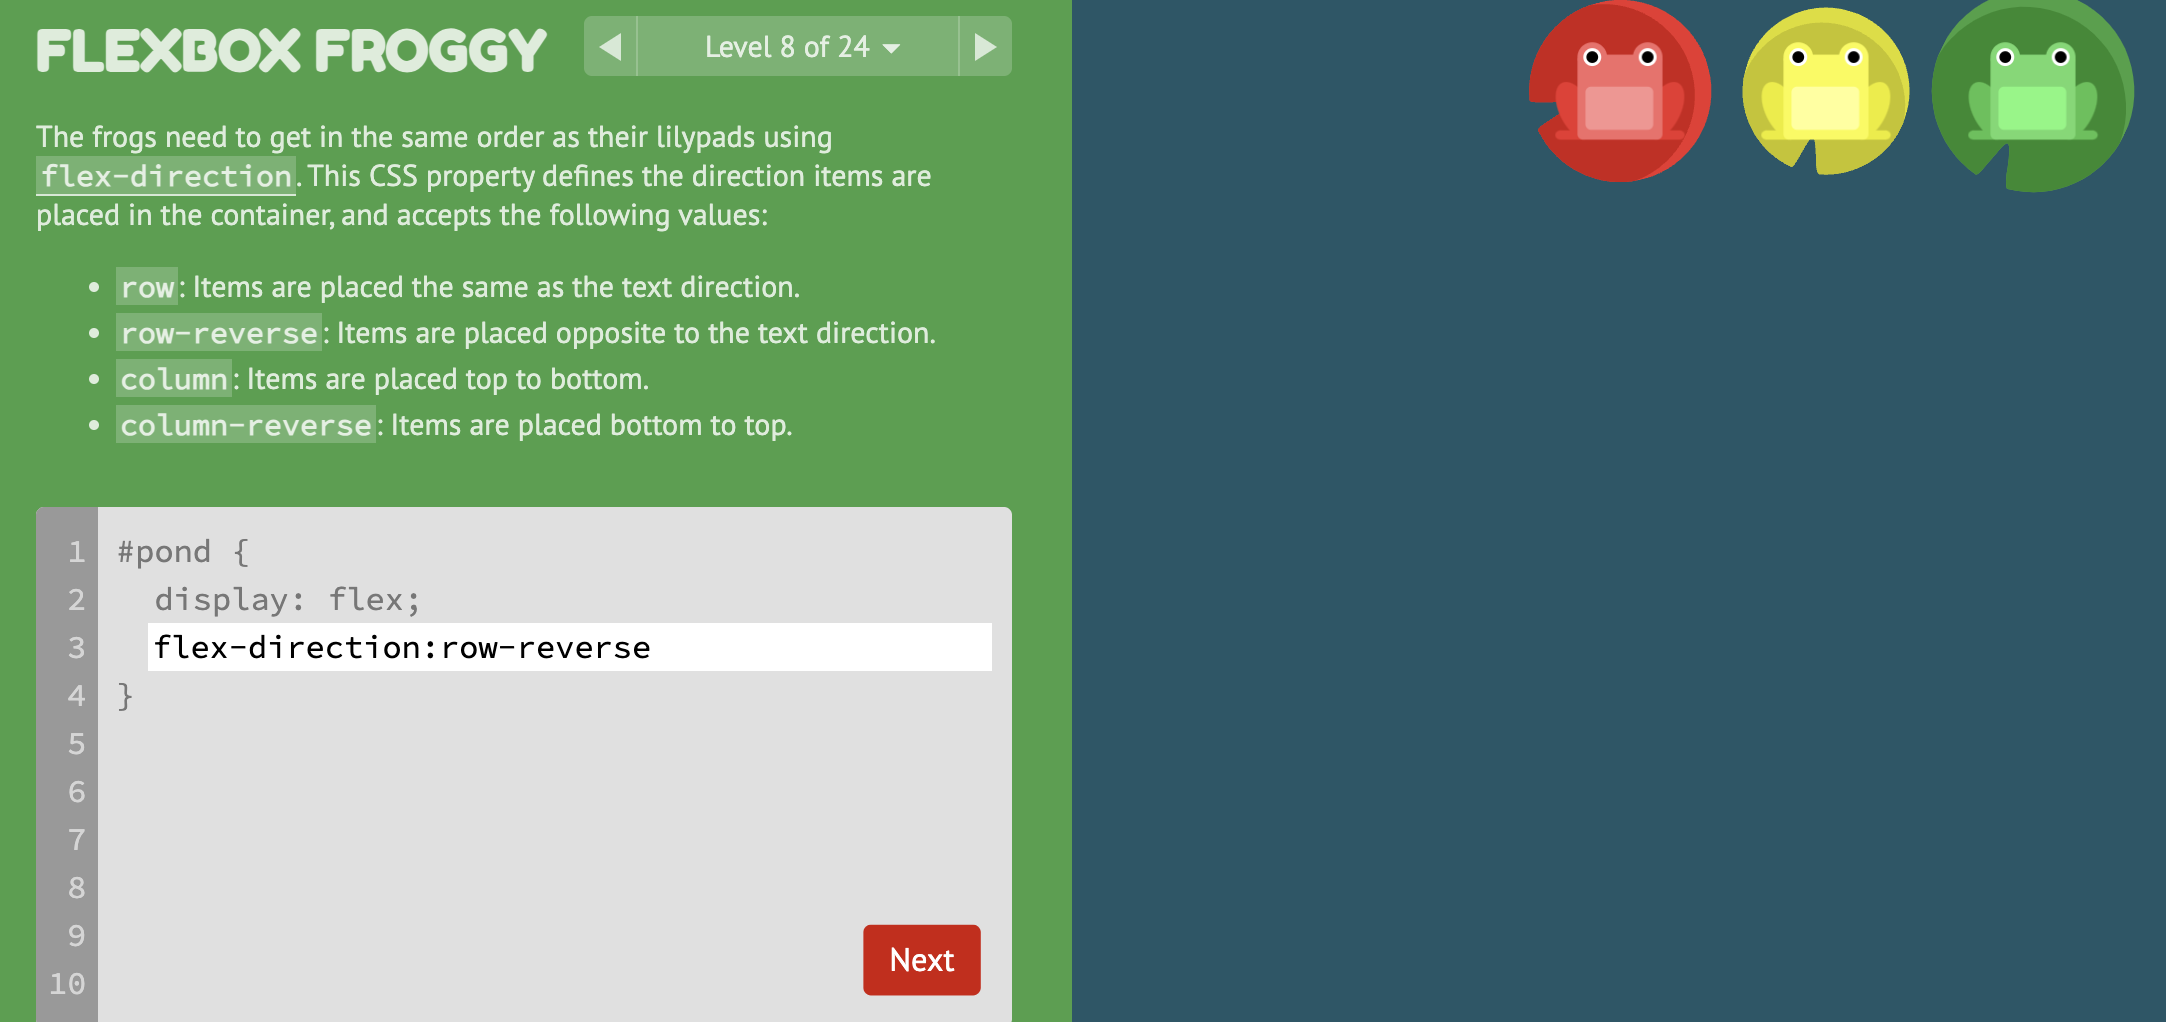 FLEXBOX FROGGY
Level 8 of 24
The frogs need to get in the same order as their lilypads using
flex-direction. This CSS property defines the direction items are
placed in the container, and accepts the following values:
• row: Items are placed the same as the text direction.
• row-reverse: Items are placed opposite to the text direction.
• column: Items are placed top to bottom.
• column-reverse: Items are placed bottom to top.
1 #pond {
2 display: flex;
3 flex-direction:row-reverse
4 }
5
6
7
8
9
10
Next